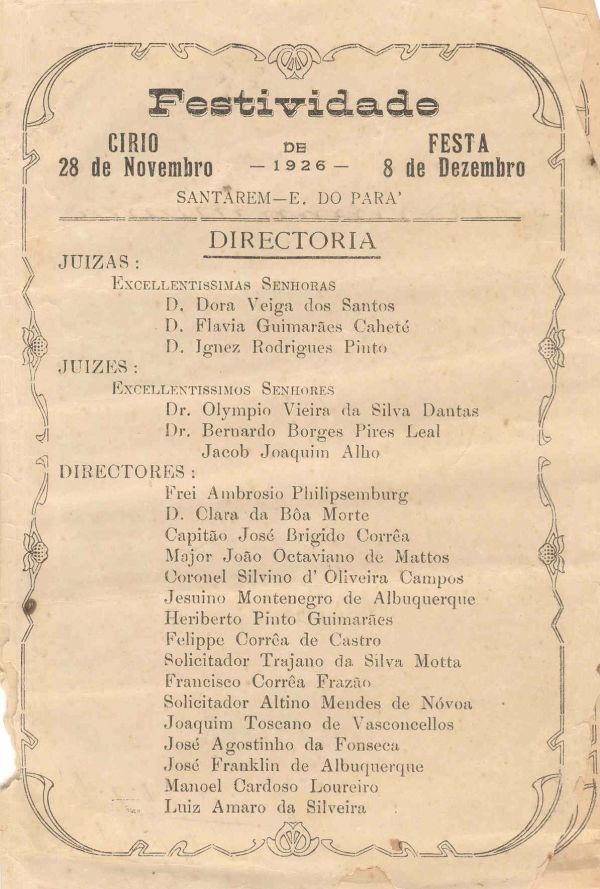 Festividade
CIRIO DE FESTA
28 de Novembro — 1926 — 8 de Dezembro
SANTAREM—E. DO PARA'
DIRECTORIA
JUIZAS :
EXCELLENTISSIMAS SENHORAS
D. Dora Veiga dos Santos
D. Flavia Guimarães Caheté
D. Ignez Rodrigues Pinto
JUIZES :
EXCELLENTISSIMOS SENHORES
Dr. Olympio Vieira da Silva Dantas
Dr. Bernardo Borges Pires Leal
Jacob Joaquim Alho
DIRECTORES :
Frei Ambrosio Philipsemburg
D. Clara da Bôa Morte
Capitão José Brigido Corrêa
Major João Octaviano de Mattos
Coronel Silvino d' Oliveira Campos
Jesuino Montenegro de Albuquerque
Heriberto Pinto Guimarães
Felippe Corrêa de Castro
Solicitador Trajano da Silva Motta
Francisco Corrêa Frazão
Solicitador Altino Mendes de Nóvoa
Joaquim Toscano de Vasconcellos
José Agostinho da Fonseca
José Franklin de Albuquerque
Manoel Cardoso Loureiro
Luiz Amaro da Silveira